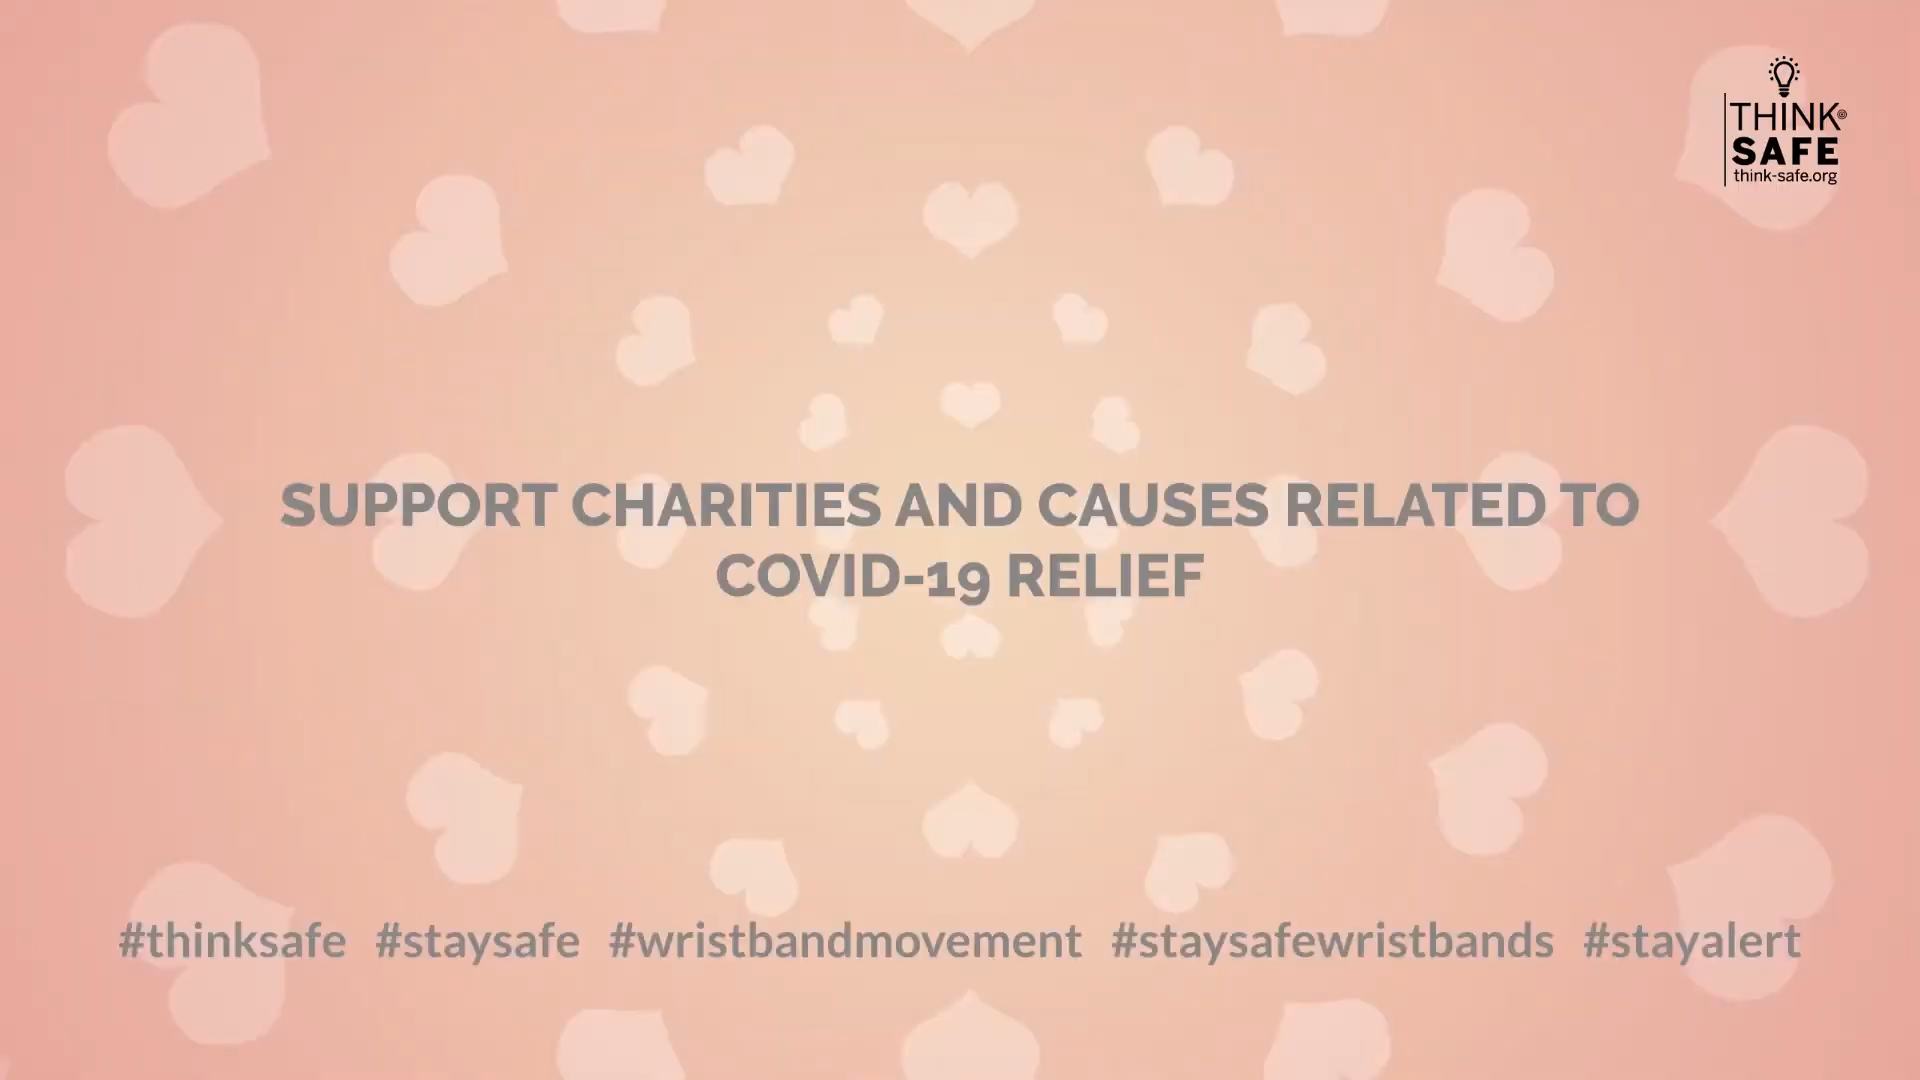 THINK®
SAFE
think-safe.org
SUPPORT CHARITIES AND CAUSES RELATED TO
COVID-19 RELIEF
#thinksafe #staysafe #wristbandmovement #staysafewristbands #stayalert